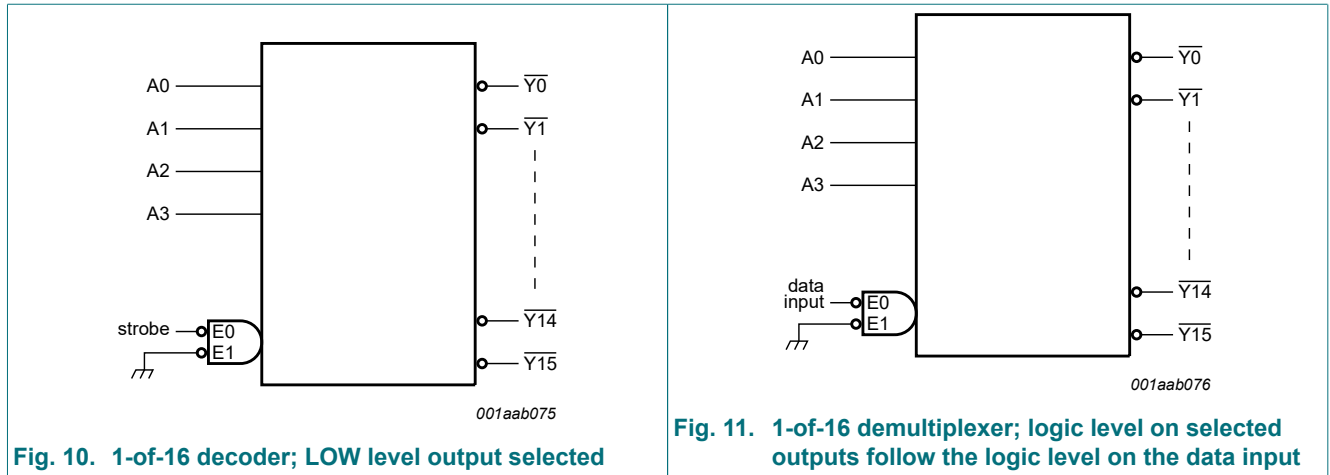 A0
A1
A2
A3
strobe
E0
E1
Y0
Y1
Y14
Y15
001aab075
Fig. 10. 1-of-16 decoder; LOW level output selected
A0
A1
A2
A3
data
input
E0
E1
Y0
Y1
Y14
Y15
001aab076
Fig. 11. 1-of-16 demultiplexer; logic level on selected
outputs follow the logic level on the data input